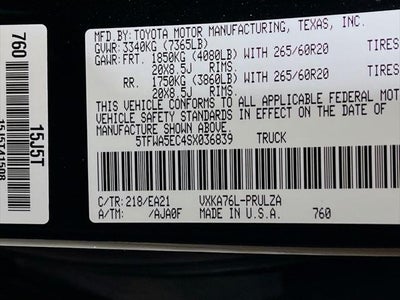 MFD.BY: TOYOTA MOTOR MANUFACTURING, TEXAS, INC.
GVWR: 3340KG (7365LB)
GAWR: FRT. 1850KG (4080LB) WITH 265/60R20 TIRES
20X8.5J RIMS.
RR. 1750KG (3860LB) WITH 265/60R20 TIRES
20X8.5J RIMS.
THIS VEHICLE CONFORMS TO ALL APPLICABLE FEDERAL MOT
VEHICLE SAFETY STANDARDS IN EFFECT ON THE DATE OF
MANUFACTURE SHOWN ABOVE.
5TFWA5EC4SX036839 TRUCK
C/TR: 218/EA21 VXKA76L-PRULZA
A/TM: /AJA0F MADE IN U.S.A. 760
760
15J5T